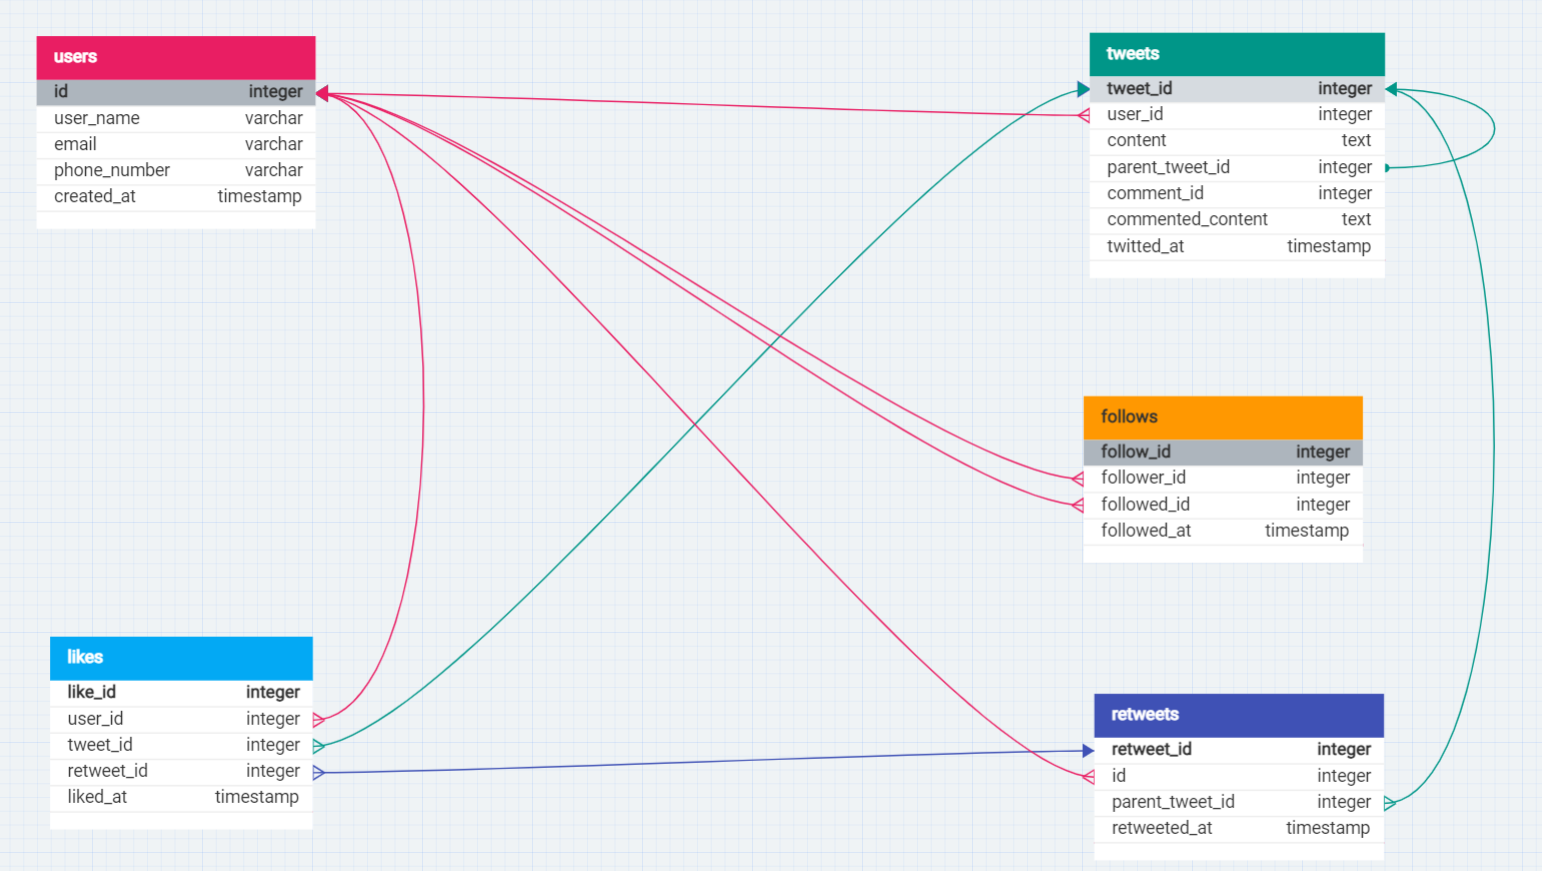 users
id integer
user_name varchar
email varchar
phone_number varchar
created_at timestamp
tweets
tweet_id integer
user_id integer
content text
parent_tweet_id integer
comment_id integer
commented_content text
twitted_at timestamp
follows
follow_id integer
follower_id integer
followed_id integer
followed_at timestamp
likes
like_id integer
user_id integer
tweet_id integer
retweet_id integer
liked_at timestamp
retweets
retweet_id integer
id integer
parent_tweet_id integer
retweeted_at timestamp